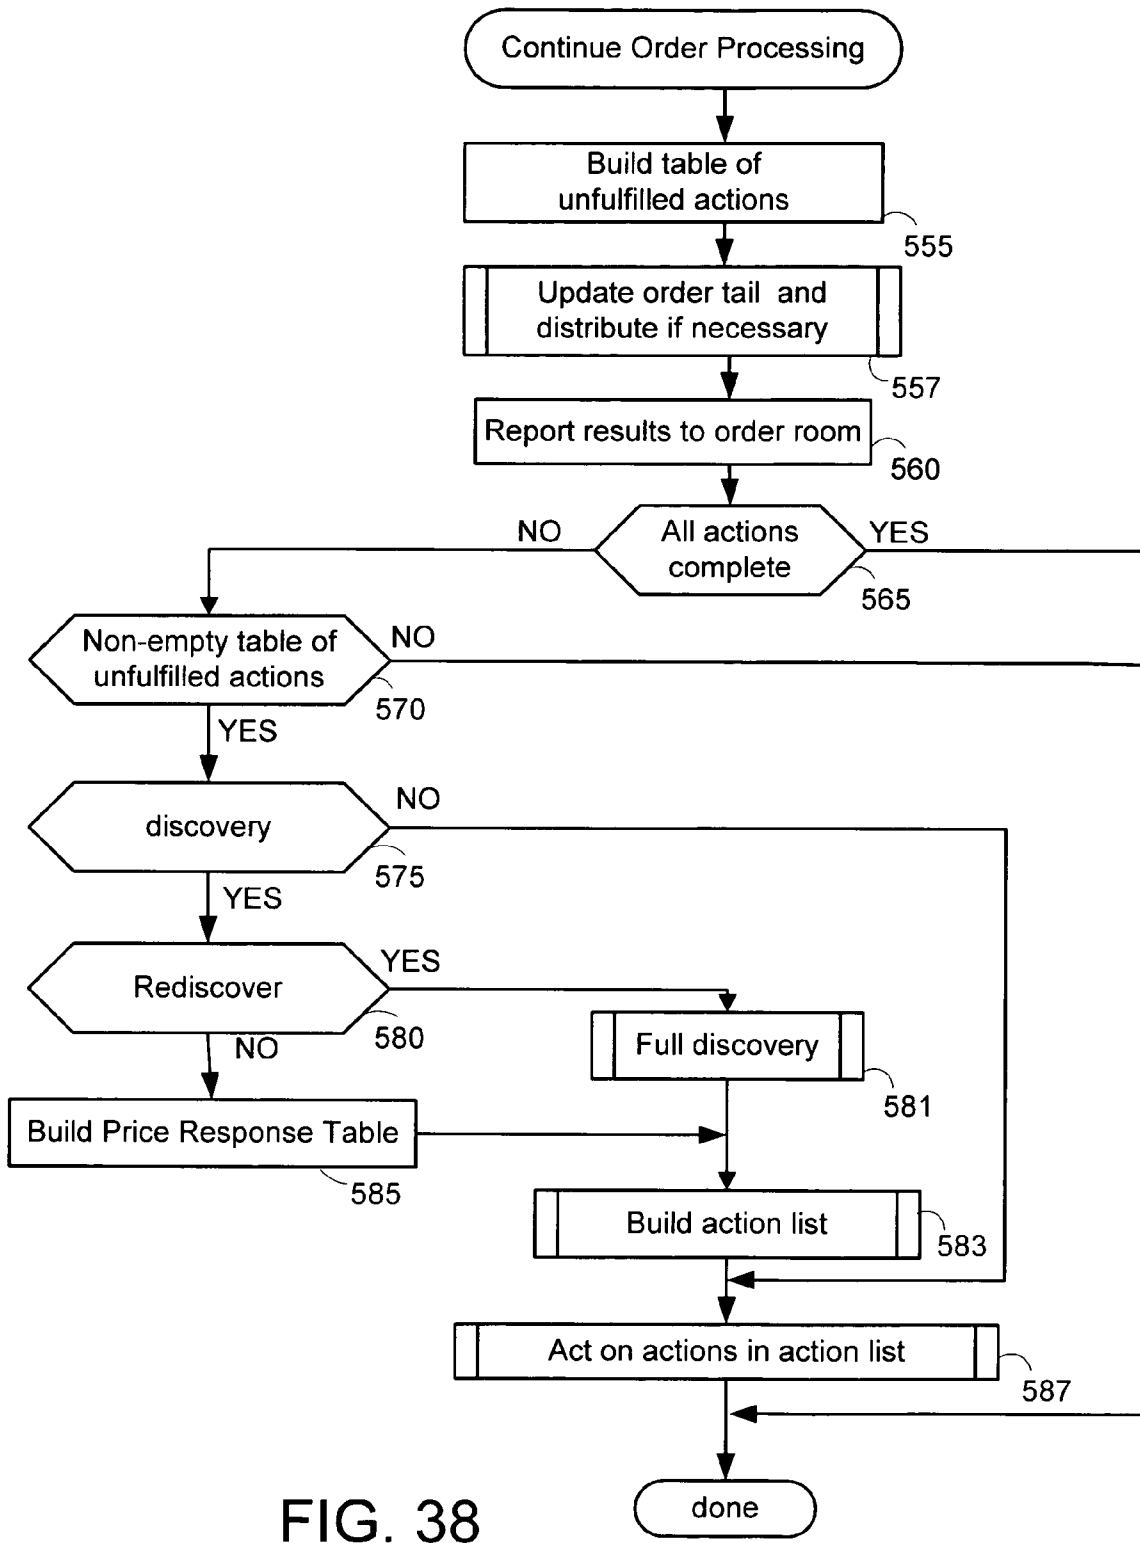 Continue Order Processing
Build table of
unfulfilled actions
555
Update order tail and
distribute if necessary
557
Report results to order room
560
NO
All actions
complete
YES
565
Non-empty table of
unfulfilled actions
NO
570
YES
discovery
NO
575
YES
Rediscover
YES
580
NO
Full discovery
581
Build Price Response Table
585
Build action list
583
Act on actions in action list
587
done
FIG. 38